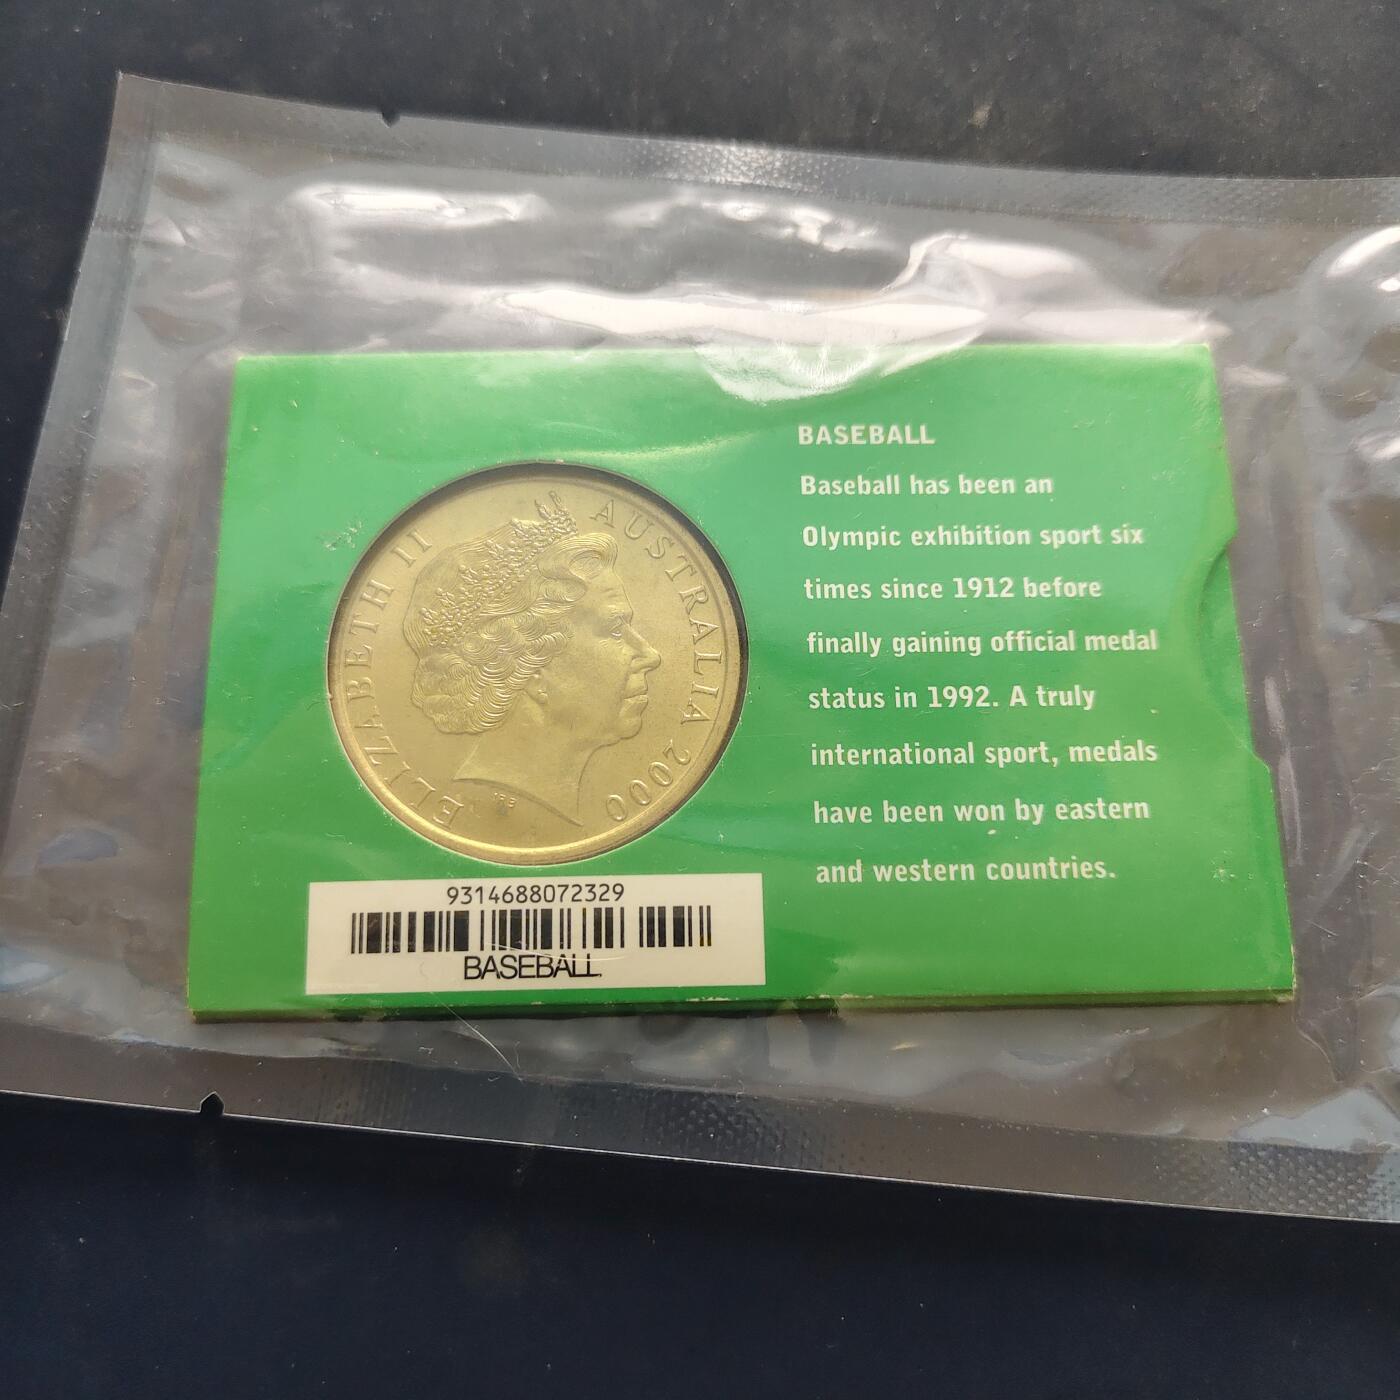 ELIZABETH II
AUSTRALIA 2000
IRB
BASEBALL
Baseball has been an
Olympic exhibition sport six
times since 1912 before
finally gaining official medal
status in 1992. A truly
international sport, medals
have been won by eastern
and western countries.
9314688072329
BASEBALL.